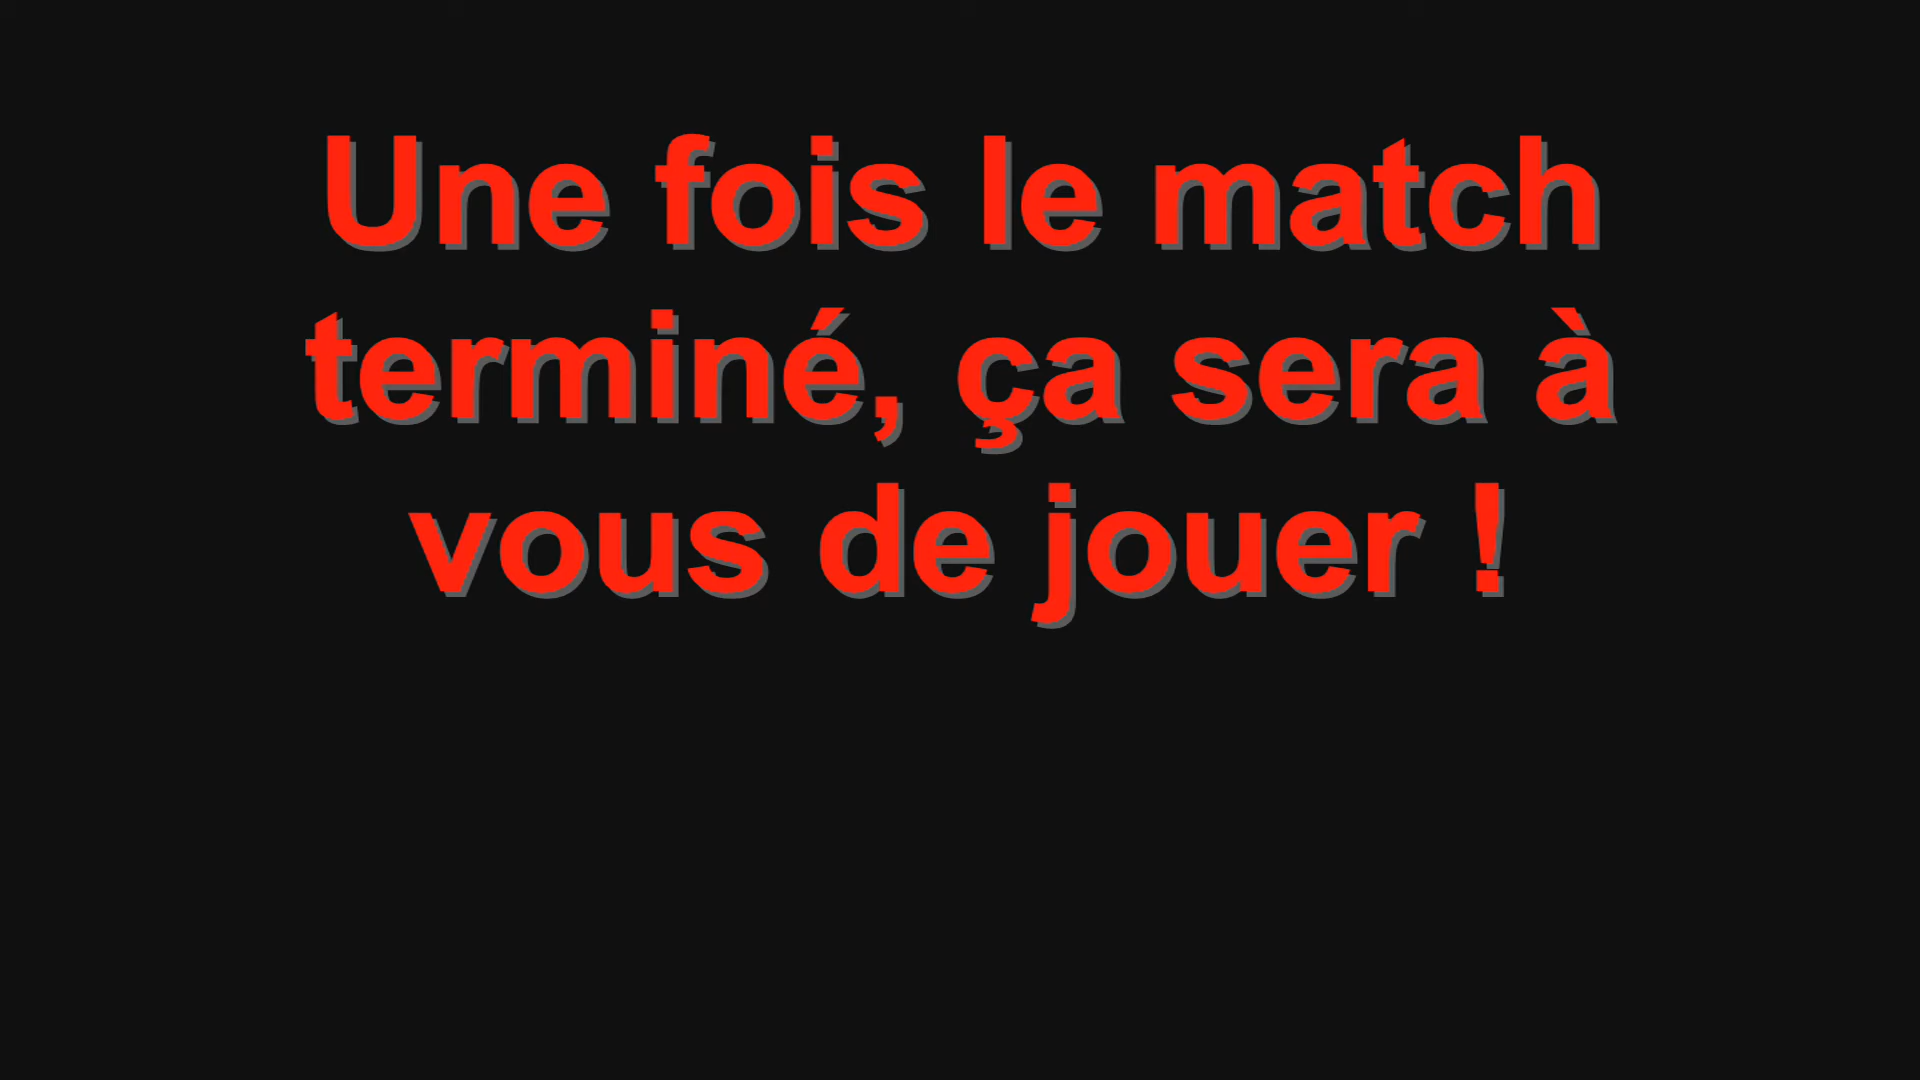 Une fois le match
terminé, ça sera à
vous de jouer !